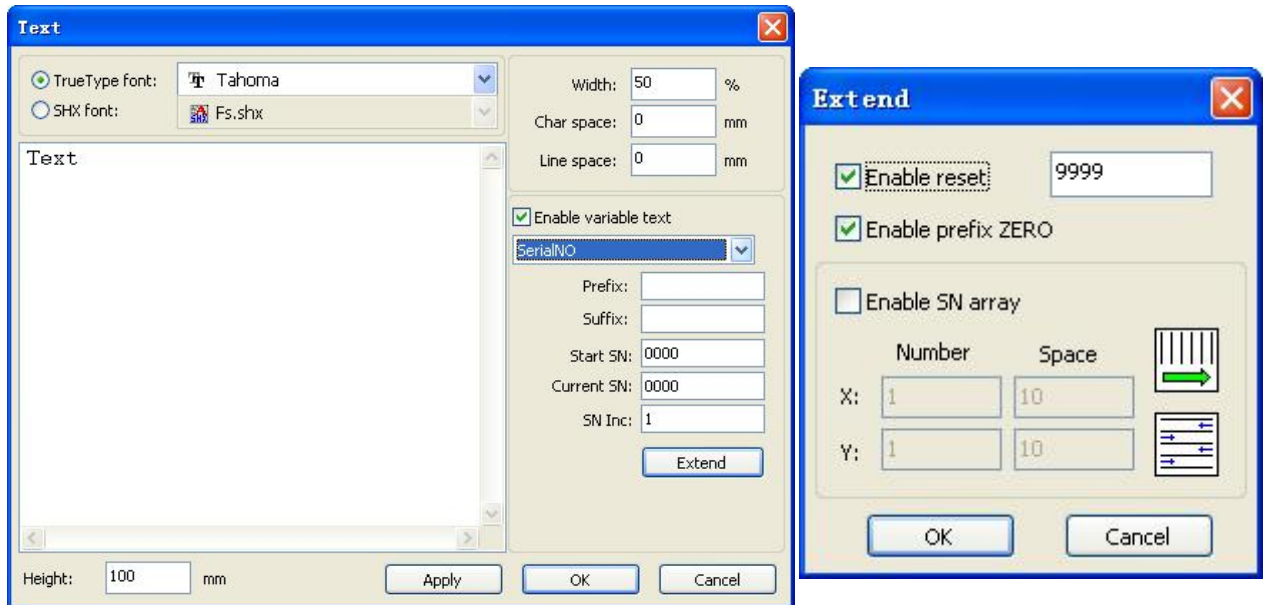 Text
TrueType font: Tahoma
SHX font: Fs.shx
Text
Width: 50 %
Char space: 0 mm
Line space: 0 mm
Enable variable text
SerialNO
Prefix:
Suffix:
Start SN: 0000
Current SN: 0000
SN Inc: 1
Extend
Height: 100 mm
Apply
OK
Cancel
Extend
Enable reset 9999
Enable prefix ZERO
Enable SN array
Number Space
X: 1 10
Y: 1 10
OK
Cancel